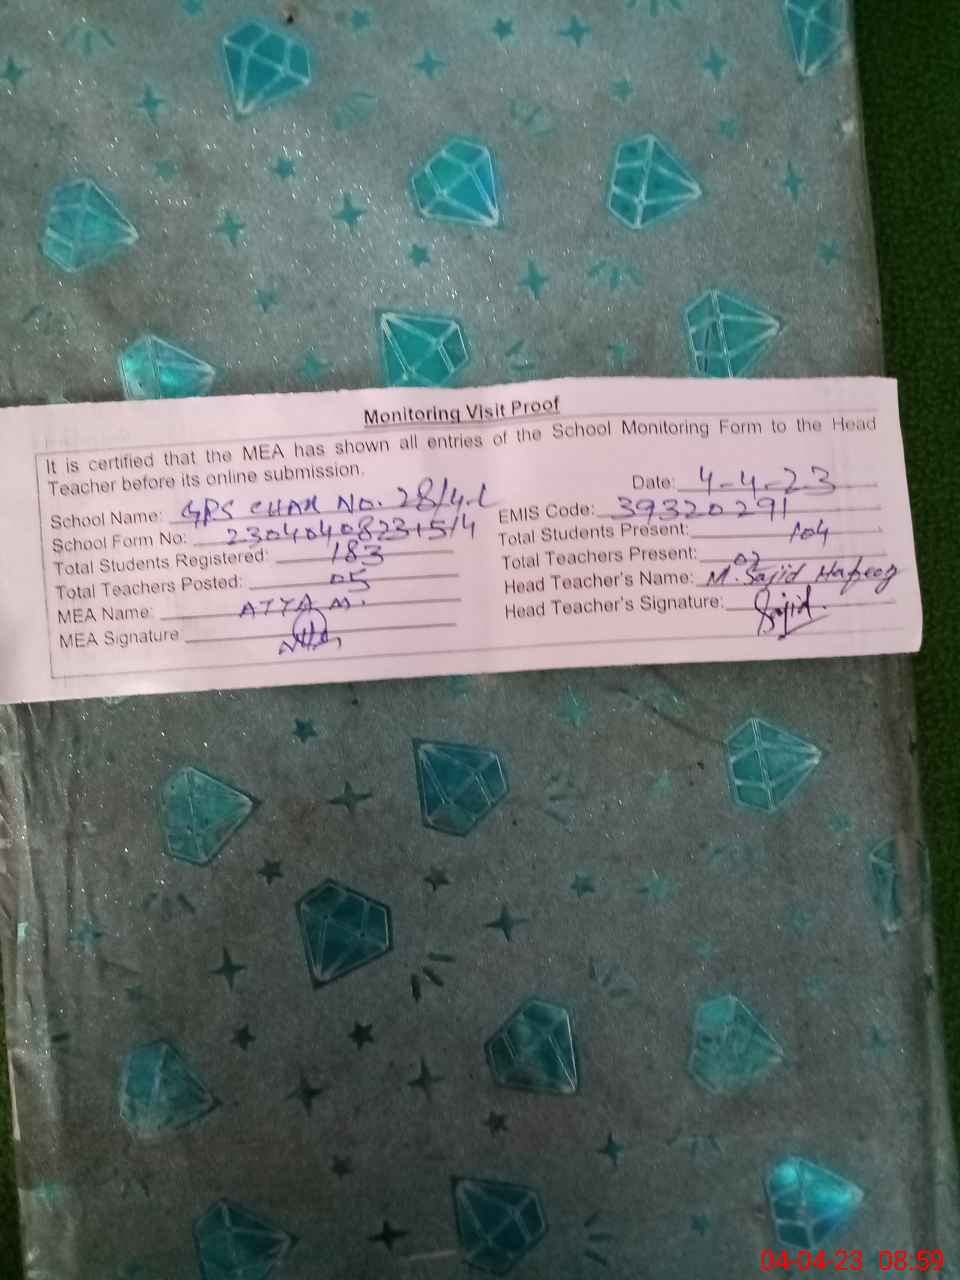 Monitoring Visit Proof
It is certified that the MEA has shown all entries of the School Monitoring Form to the Head
Teacher before its online submission.
Date: 4-4-23
School Name: GPS CHAK NO. 28/4.L
EMIS Code: 39320291
School Form No:
Total Students Present: 104
Total Students Registered: 183
Total Teachers Present: 02
Total Teachers Posted: 05
Head Teacher's Name: M. Sajid Hafeez
MEA Name: ATTA M.
Head Teacher's Signature: Sajid
MEA Signature
04-04-23 08:59